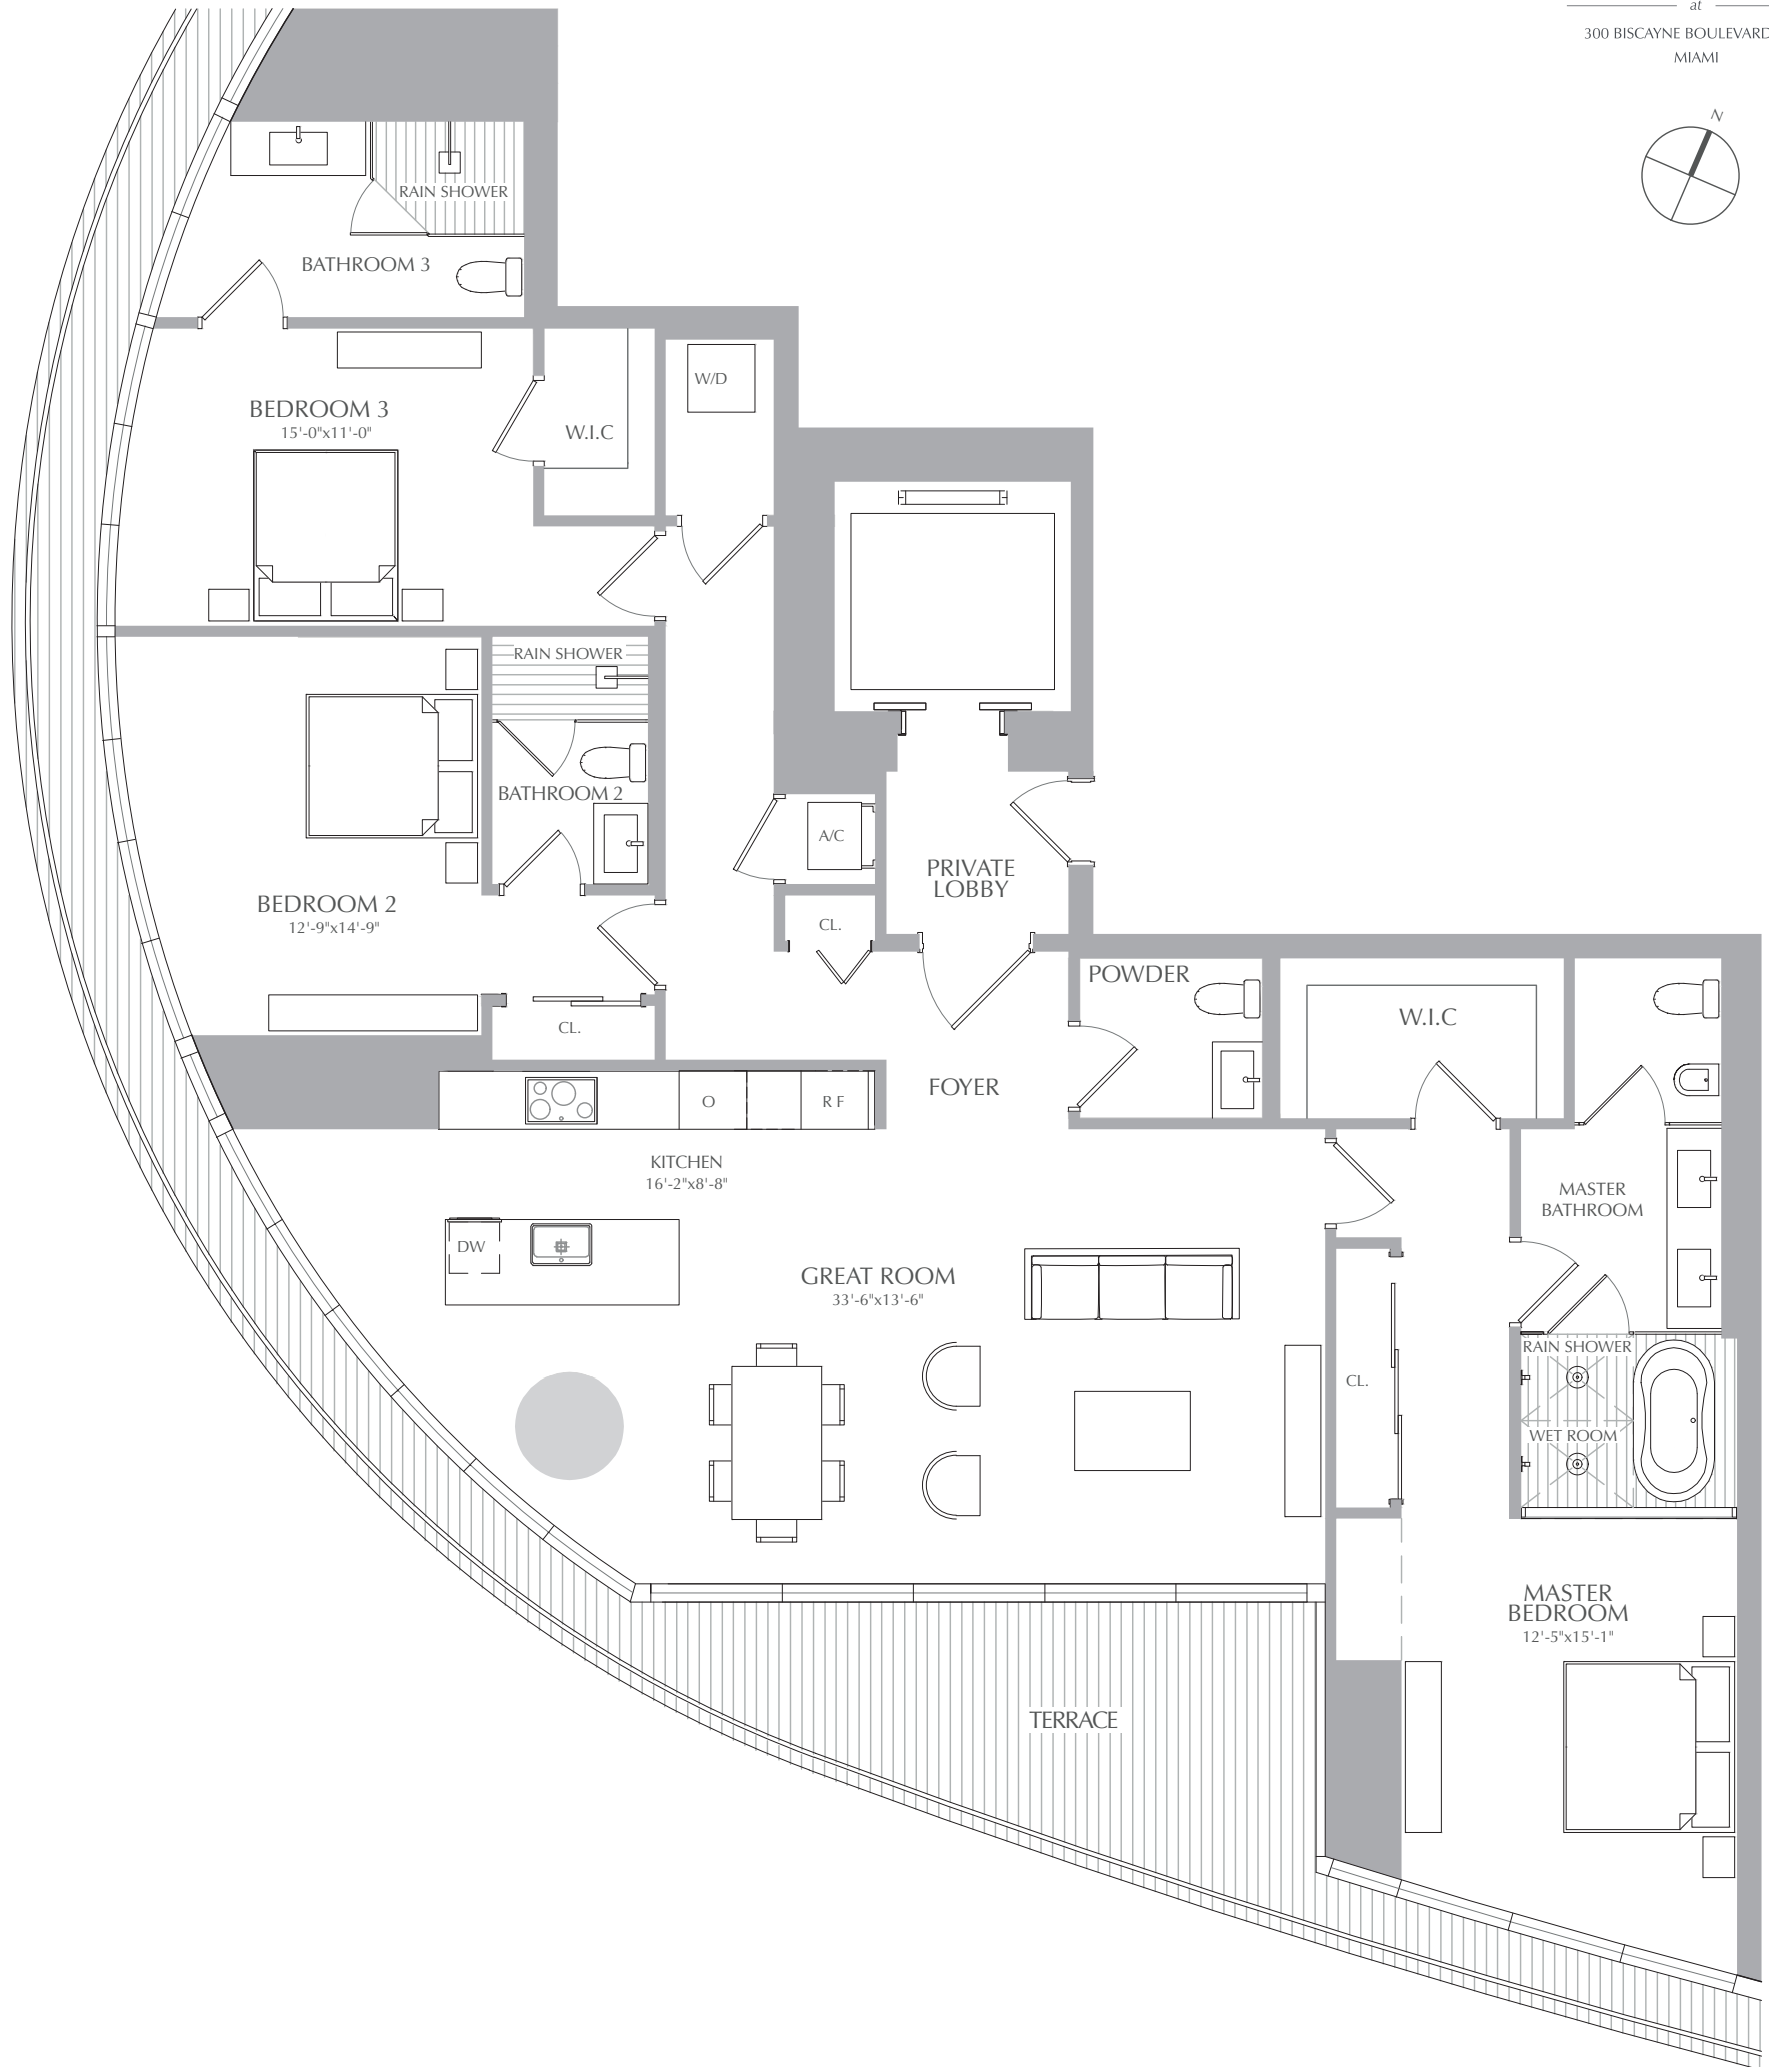 at
300 BISCAYNE BOULEVARD
MIAMI
N
RAIN SHOWER
BATHROOM 3
W/D
BEDROOM 3
15'-0"x11'-0"
W.I.C
RAIN SHOWER
BATHROOM 2
A/C
PRIVATE
LOBBY
BEDROOM 2
12'-9"x14'-9"
CL.
POWDER
W.I.C
CL.
FOYER
O
RF
KITCHEN
16'-2"x8'-8"
MASTER
BATHROOM
DW
GREAT ROOM
33'-6"x13'-6"
RAIN SHOWER
CL.
WET ROOM
MASTER
BEDROOM
12'-5"x15'-1"
TERRACE